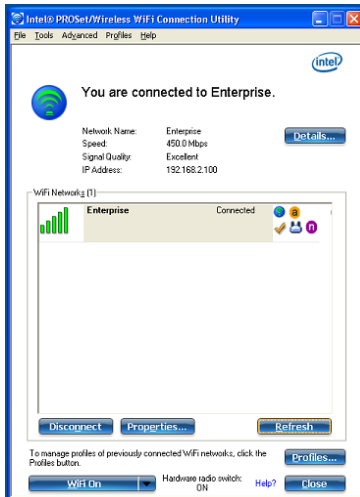 Intel® PROSet/Wireless WiFi Connection Utility
File Tools Advanced Profiles Help
intel
You are connected to Enterprise.
Network Name: Enterprise
Speed: 450.0 Mbps
Signal Quality: Excellent
IP Address: 192.168.2.100
Details...
WiFi Networks (1)
Enterprise Connected a
n
Disconnect Properties... Refresh
To manage profiles of previously connected WiFi networks, click the
Profiles button.
Profiles...
WiFi On Hardware radio switch:
ON
Help? Close